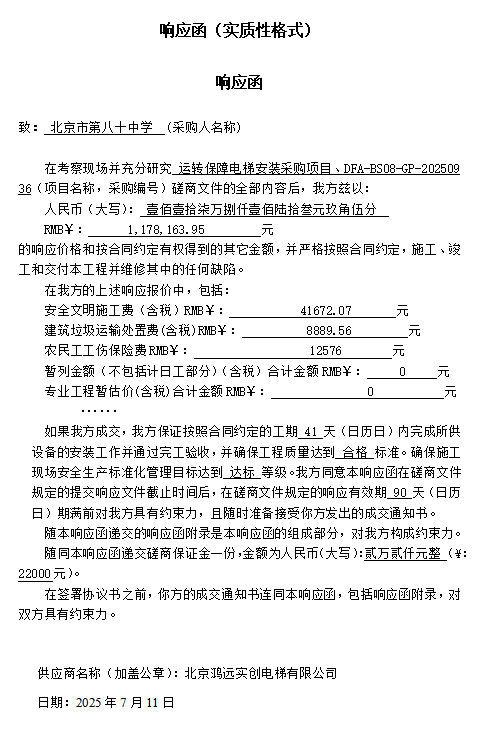 响应函（实质性格式）
响应函
致： 北京市第八十中学 （采购人名称）
在考察现场并充分研究 运转保障电梯安装采购项目、DFA-BS08-GP-202509
36（项目名称，采购编号）磋商文件的全部内容后，我方兹以：
人民币（大写）： 壹佰壹拾柒万捌仟壹佰陆拾叁元玖角伍分
RMB￥： 1,178,163.95 元
的响应价格和按合同约定有权得到的其它金额，并严格按照合同约定，施工、竣
工和交付本工程并维修其中的任何缺陷。
在我方的上述响应报价中，包括：
安全文明施工费（含税）RMB￥： 41672.07 元
建筑垃圾运输处置费(含税)RMB￥： 8889.56 元
农民工工伤保险费RMB￥： 12576 元
暂列金额（不包括计日工部分）（含税）合计金额RMB￥： 0 元
专业工程暂估价(含税)合计金额RMB￥： 0 元
······
如果我方成交，我方保证按照合同约定的工期 41 天（日历日）内完成所供
设备的安装工作并通过完工验收，并确保工程质量达到 合格 标准。确保施工
现场安全生产标准化管理目标达到 达标 等级。我方同意本响应函在磋商文件
规定的提交响应文件截止时间后，在磋商文件规定的响应有效期 90 天（日历
日）期满前对我方具有约束力，且随时准备接受你方发出的成交通知书。
随本响应函递交的响应函附录是本响应函的组成部分，对我方构成约束力。
随同本响应函递交磋商保证金一份，金额为人民币（大写）：贰万贰仟元整（￥：
22000元）。
在签署协议书之前，你方的成交通知书连同本响应函，包括响应函附录，对
双方具有约束力。
供应商名称（加盖公章）：北京鸿远实创电梯有限公司
日期：2025年7月11日